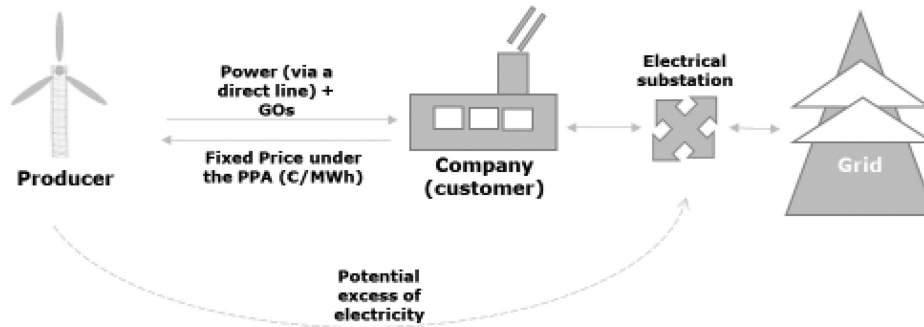 Power (via a
direct line) +
GOs
Fixed Price under
the PPA (C/MWh)
Producer
Company
(customer)
Electrical
substation
Grid
Potential
excess of
electricity